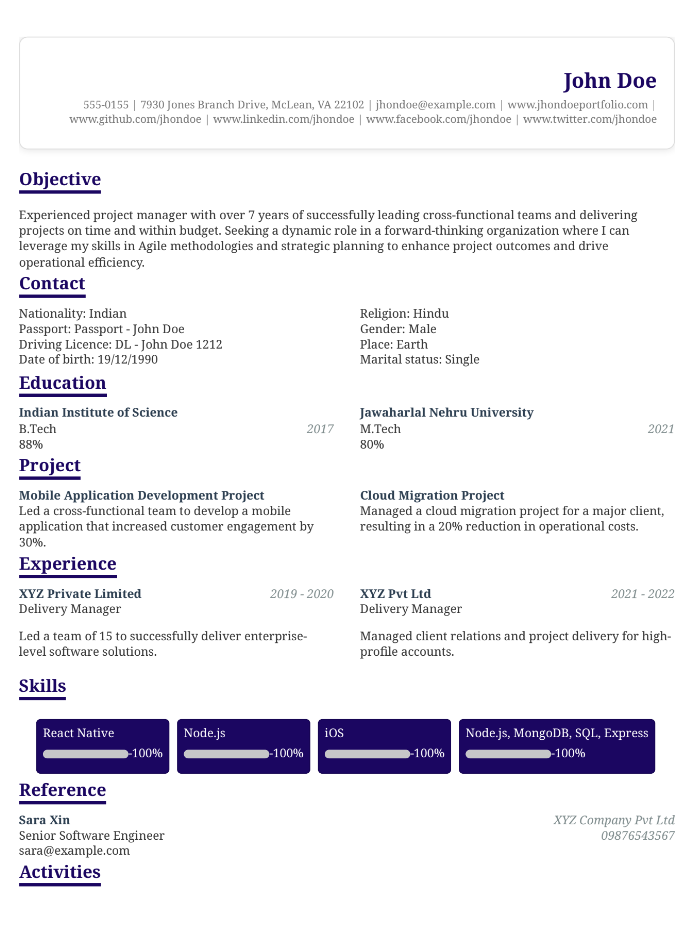 John Doe
555-0155 | 7930 Jones Branch Drive, McLean, VA 22102 | jhondoe@example.com | www.jhondoeportfolio.com |
www.github.com/jhondoe | www.linkedin.com/jhondoe | www.facebook.com/jhondoe | www.twitter.com/jhondoe
Objective
Experienced project manager with over 7 years of successfully leading cross-functional teams and delivering
projects on time and within budget. Seeking a dynamic role in a forward-thinking organization where I can
leverage my skills in Agile methodologies and strategic planning to enhance project outcomes and drive
operational efficiency.
Contact
Nationality: Indian
Passport: Passport - John Doe
Driving Licence: DL - John Doe 1212
Date of birth: 19/12/1990
Religion: Hindu
Gender: Male
Place: Earth
Marital status: Single
Education
Indian Institute of Science
B.Tech 2017
88%
Jawaharlal Nehru University
M.Tech 2021
80%
Project
Mobile Application Development Project
Led a cross-functional team to develop a mobile
application that increased customer engagement by
30%.
Cloud Migration Project
Managed a cloud migration project for a major client,
resulting in a 20% reduction in operational costs.
Experience
XYZ Private Limited 2019 - 2020
Delivery Manager
Led a team of 15 to successfully deliver enterprise-
level software solutions.
XYZ Pvt Ltd 2021 - 2022
Delivery Manager
Managed client relations and project delivery for high-
profile accounts.
Skills
React Native
-100%
Node.js
-100%
iOS
-100%
Node.js, MongoDB, SQL, Express
-100%
Reference
Sara Xin XYZ Company Pvt Ltd
Senior Software Engineer 09876543567
sara@example.com
Activities